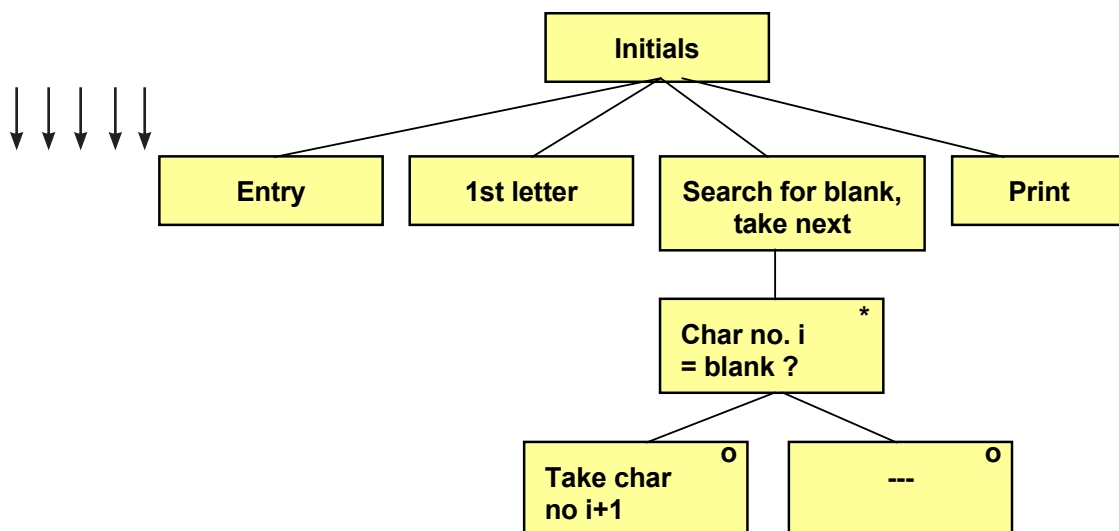 Initials
Entry
1st letter
Search for blank,
take next
Print
*
Char no. i
= blank ?
o
Take char
no i+1
o
---